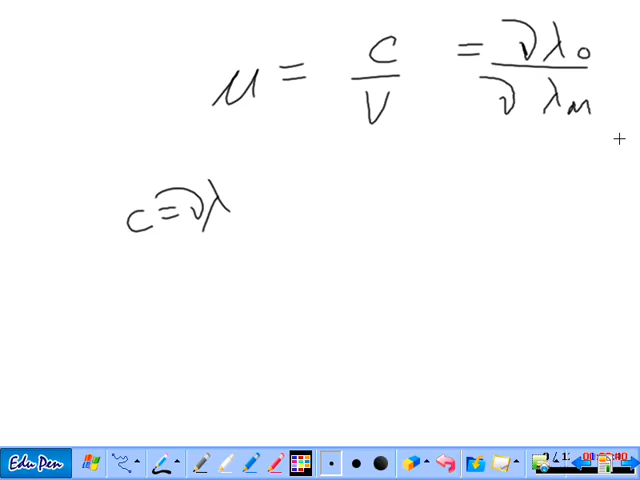 μ = c/V = νλ₀/νλₘ
c = νλ
Edu Pen